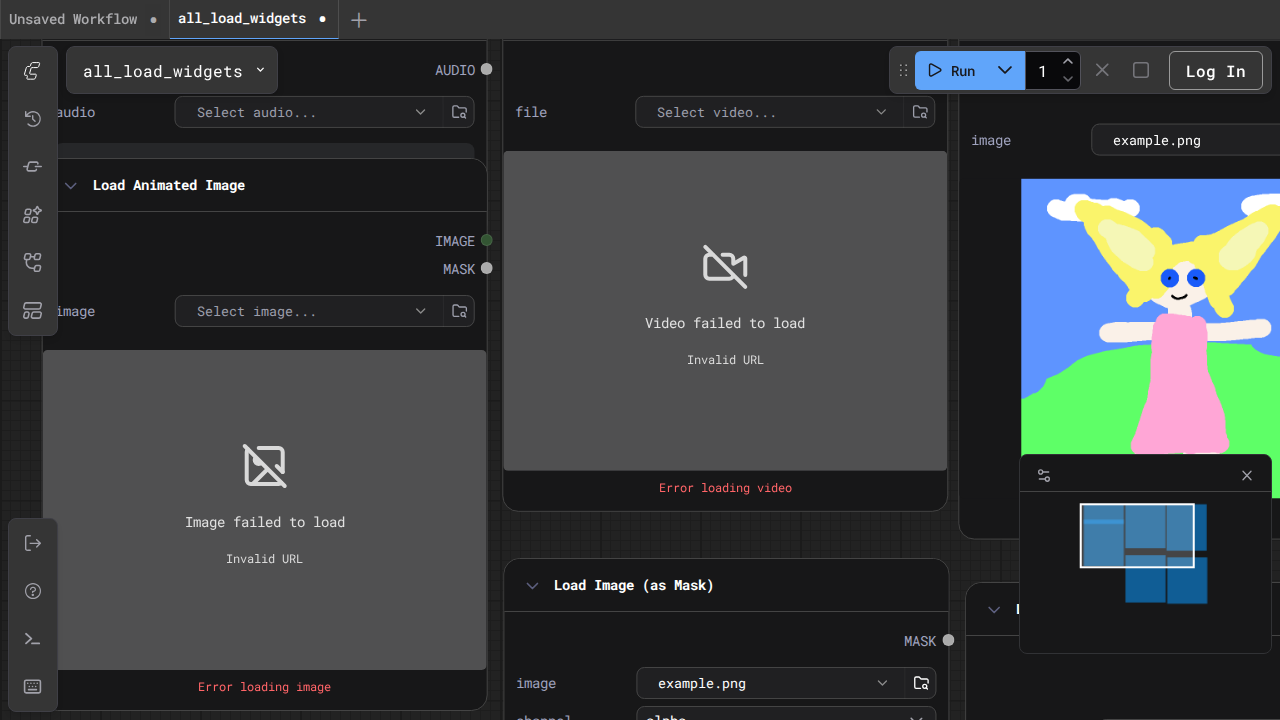 Unsaved Workflow
all_load_widgets
all_load_widgets
Run
1
Log In
AUDIO
audio
Select audio...
Load Animated Image
IMAGE
MASK
image
Select image...
Image failed to load
Invalid URL
Error loading image
file
Select video...
Video failed to load
Invalid URL
Error loading video
Load Image (as Mask)
MASK
image
example.png
channel
alpha
image
example.png